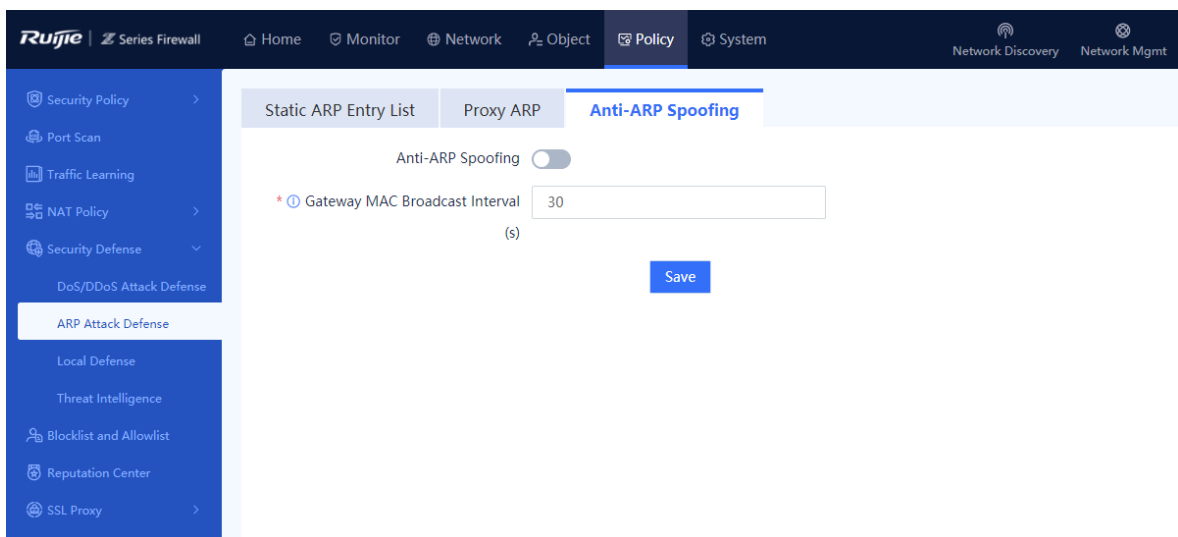 Ruijie | Z Series Firewall
Home Monitor Network Object Policy System
Network Discovery Network Mgmt
Security Policy
Port Scan
Traffic Learning
NAT Policy
Security Defense
DoS/DDoS Attack Defense
ARP Attack Defense
Local Defense
Threat Intelligence
Blocklist and Allowlist
Reputation Center
SSL Proxy
Static ARP Entry List Proxy ARP Anti-ARP Spoofing
Anti-ARP Spoofing
* Gateway MAC Broadcast Interval 30
(s)
Save